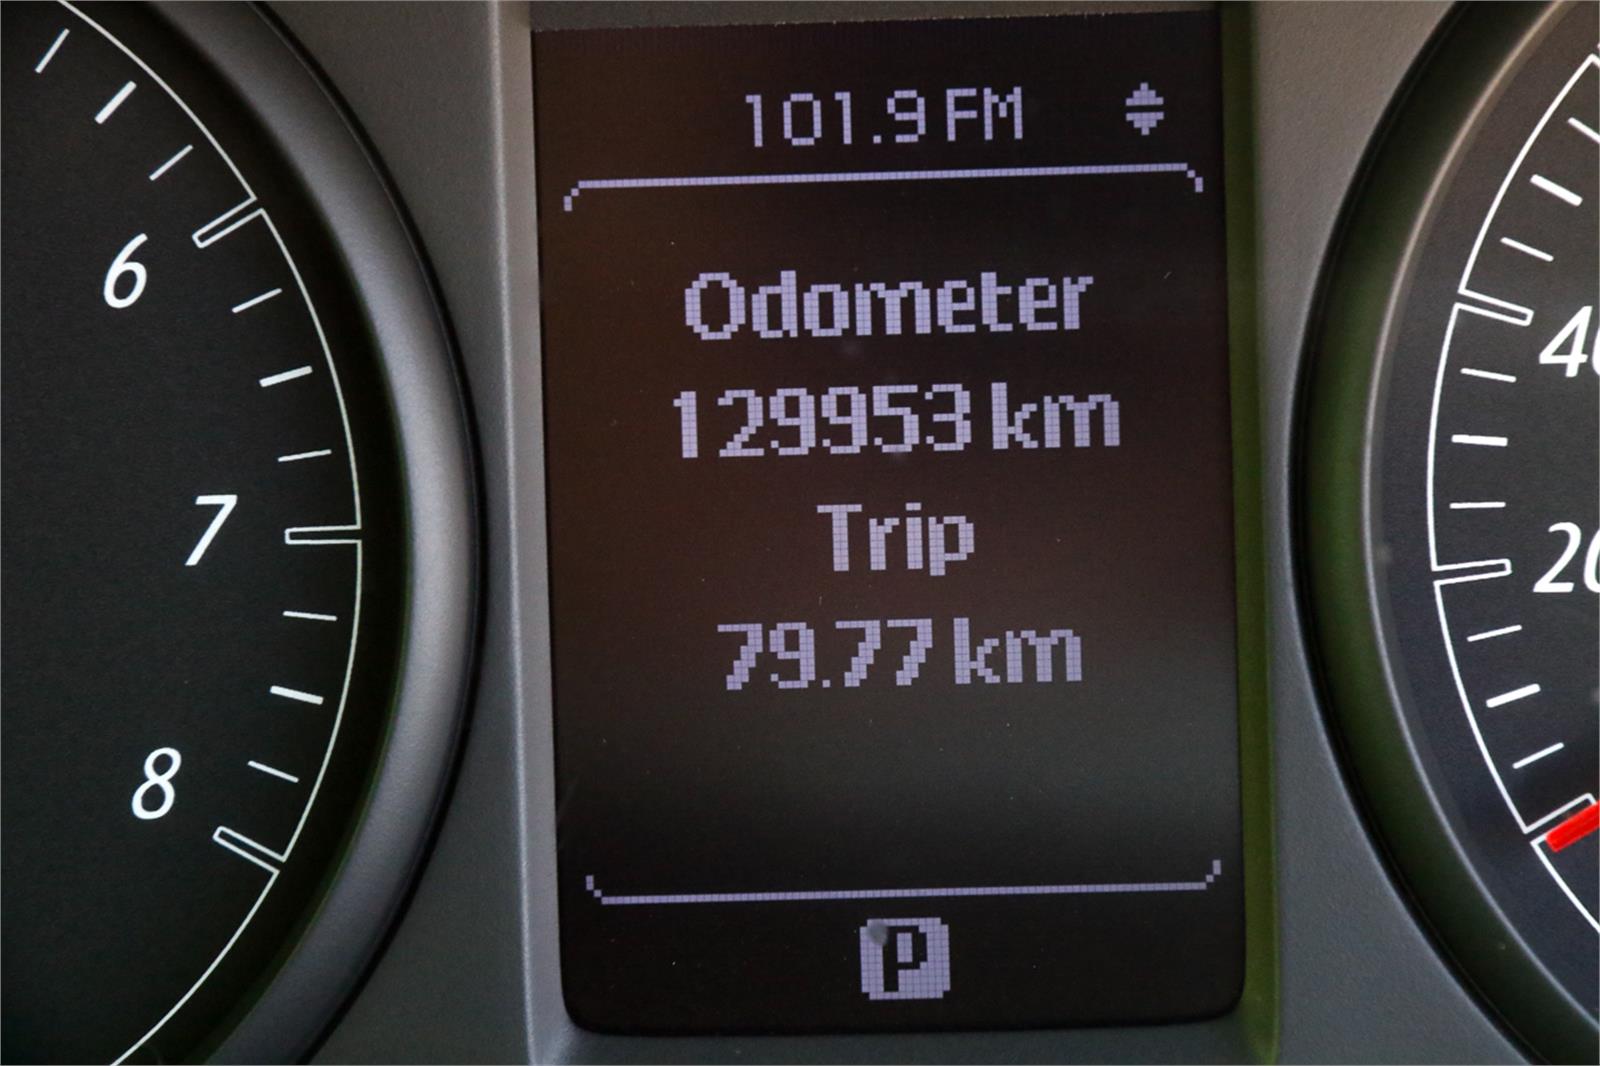 101.9 FM
Odometer
129953 km
Trip
79.77 km
P
6
7
8
40
20